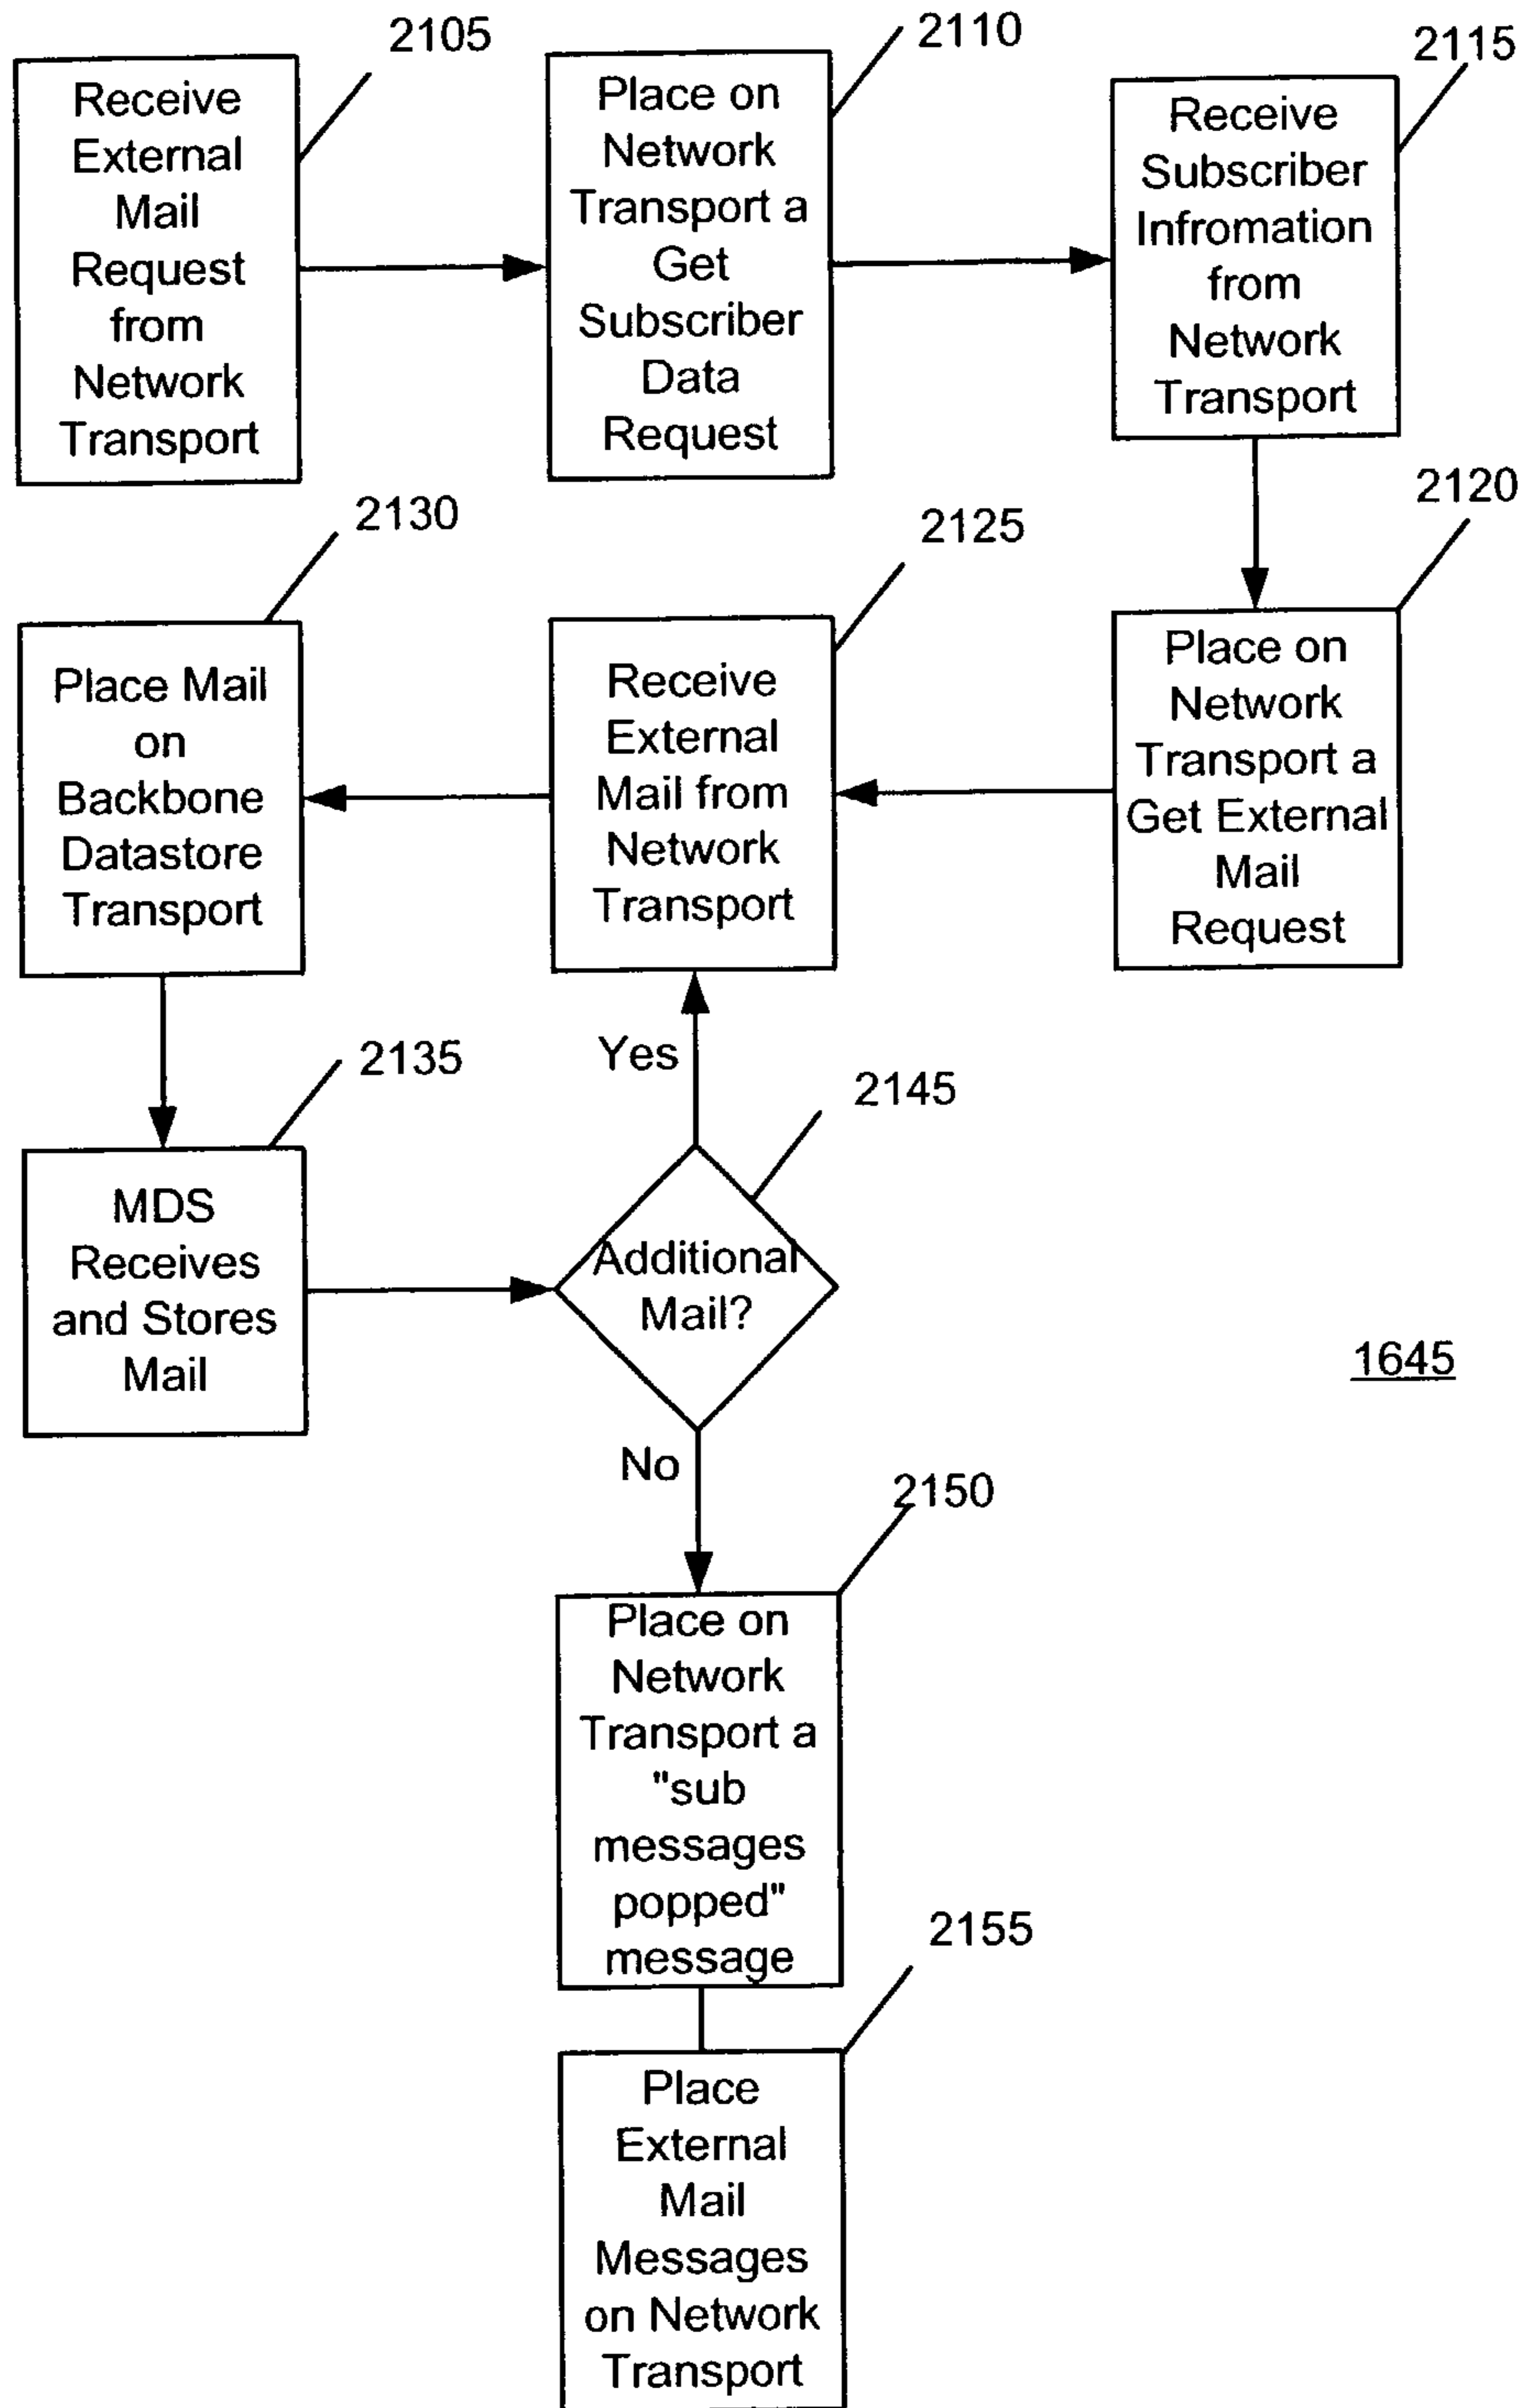 2105
Receive
External
Mail
Request
from
Network
Transport
2110
Place on
Network
Transport a
Get
Subscriber
Data
Request
2115
Receive
Subscriber
Infromation
from
Network
Transport
2120
Place on
Network
Transport a
Get External
Mail
Request
2125
Receive
External
Mail from
Network
Transport
2130
Place Mail
on
Backbone
Datastore
Transport
2135
MDS
Receives
and Stores
Mail
Yes
2145
Additional
Mail?
No
1645
2150
Place on
Network
Transport a
"sub
messages
popped"
message
2155
Place
External
Mail
Messages
on Network
Transport